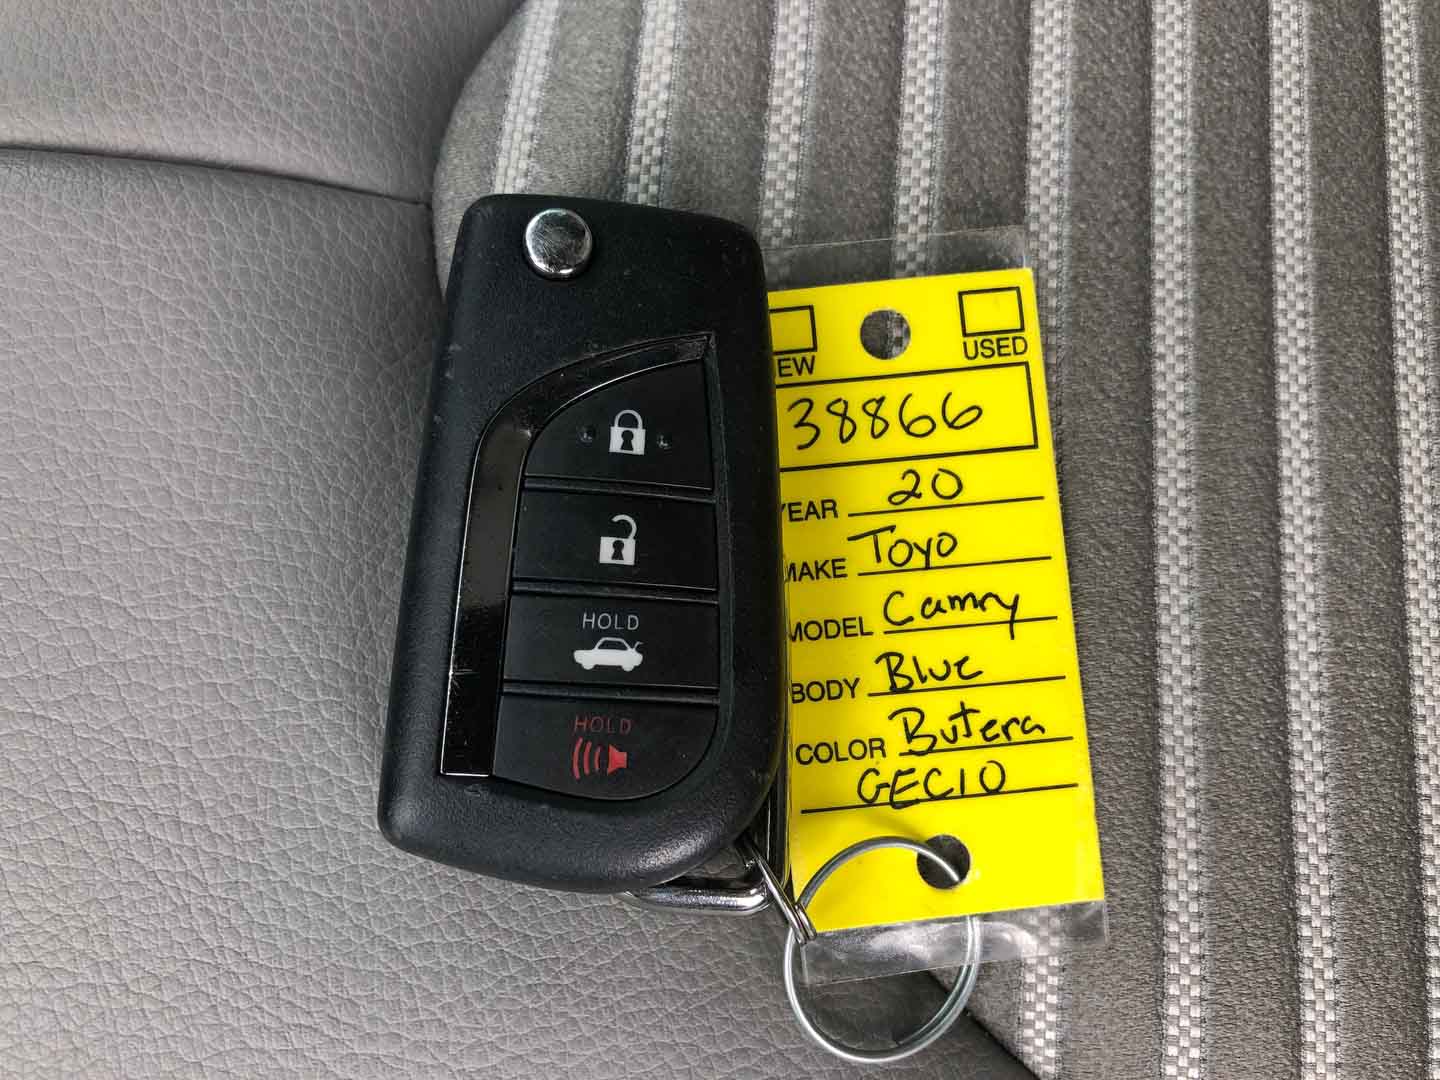 EW USED
38866
YEAR 20
MAKE Toyo
MODEL Camry
BODY Blue
COLOR Butera
GEC10
HOLD
HOLD